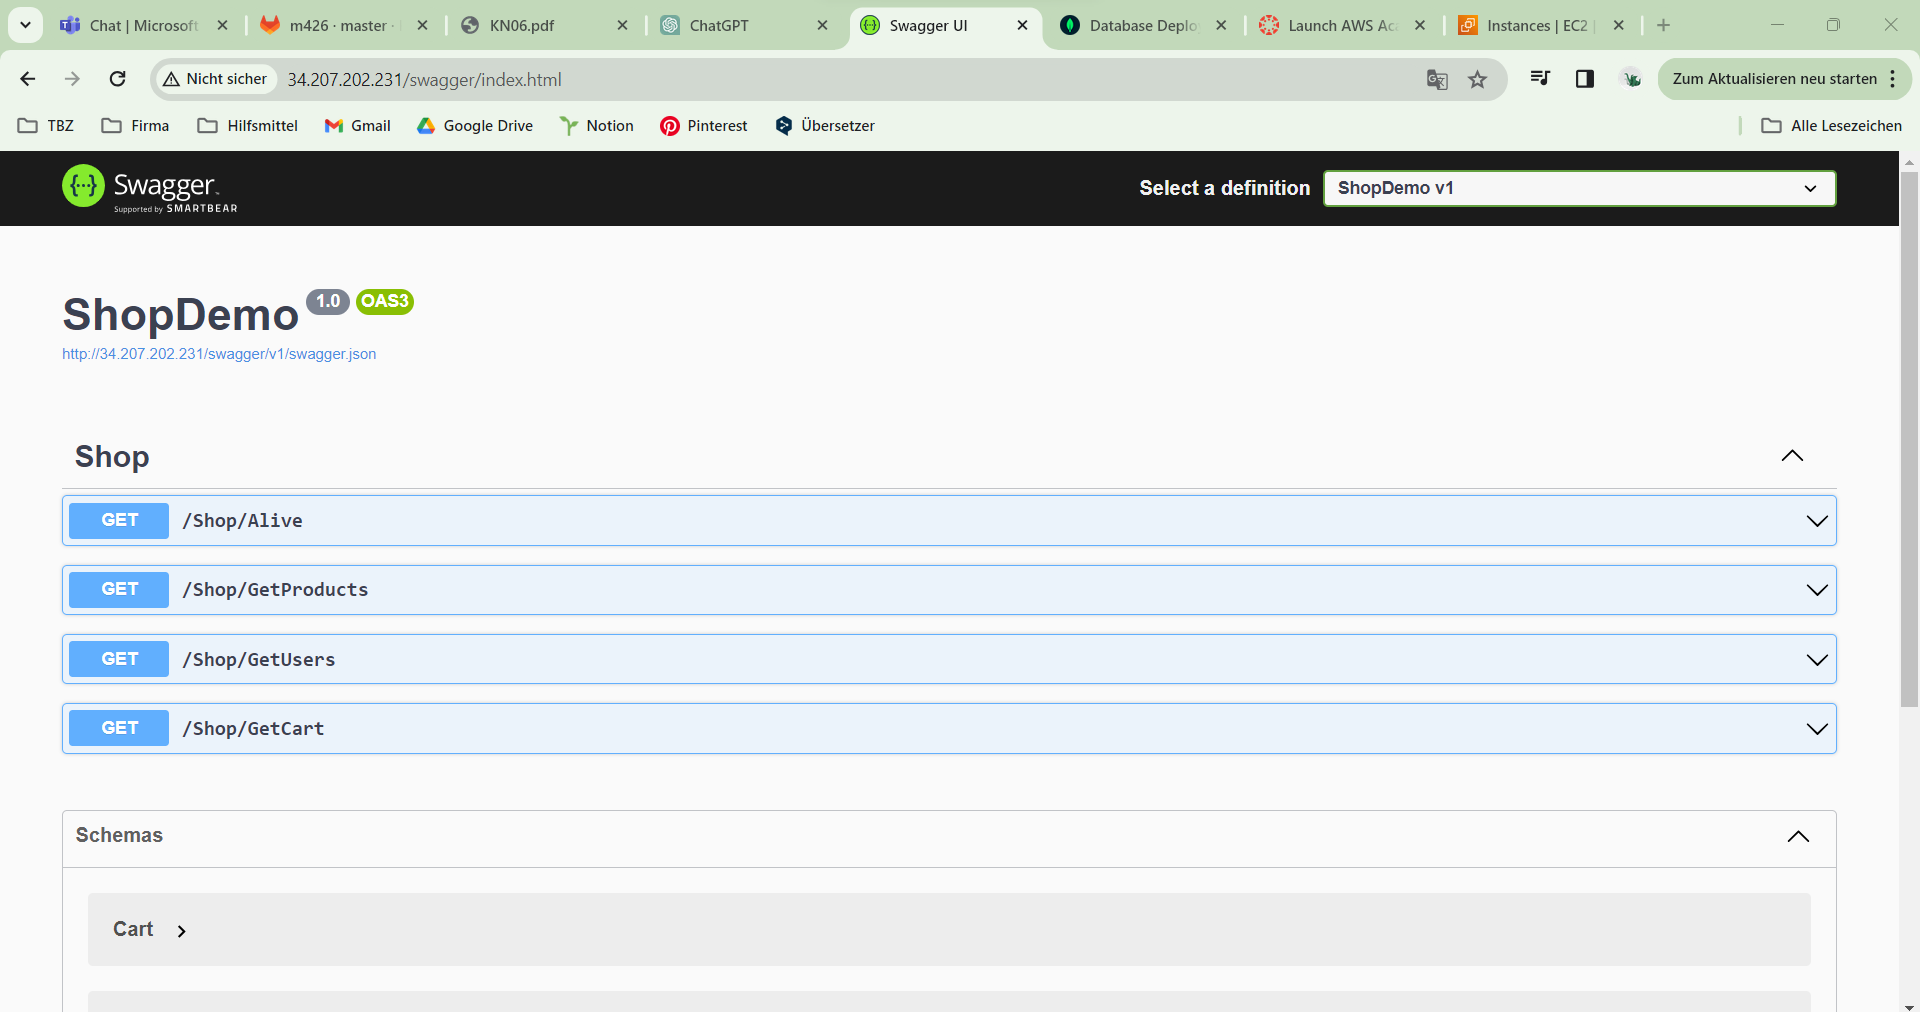 Chat | Microsoft
m426 · master ·
KN06.pdf
ChatGPT
Swagger UI
Database Deplo
Launch AWS Ac
Instances | EC2 |
Nicht sicher
34.207.202.231/swagger/index.html
Zum Aktualisieren neu starten
TBZ
Firma
Hilfsmittel
Gmail
Google Drive
Notion
Pinterest
Übersetzer
Alle Lesezeichen
Swagger
Supported by SMARTBEAR
Select a definition
ShopDemo v1
ShopDemo 1.0 OAS3
http://34.207.202.231/swagger/v1/swagger.json
Shop
GET /Shop/Alive
GET /Shop/GetProducts
GET /Shop/GetUsers
GET /Shop/GetCart
Schemas
Cart